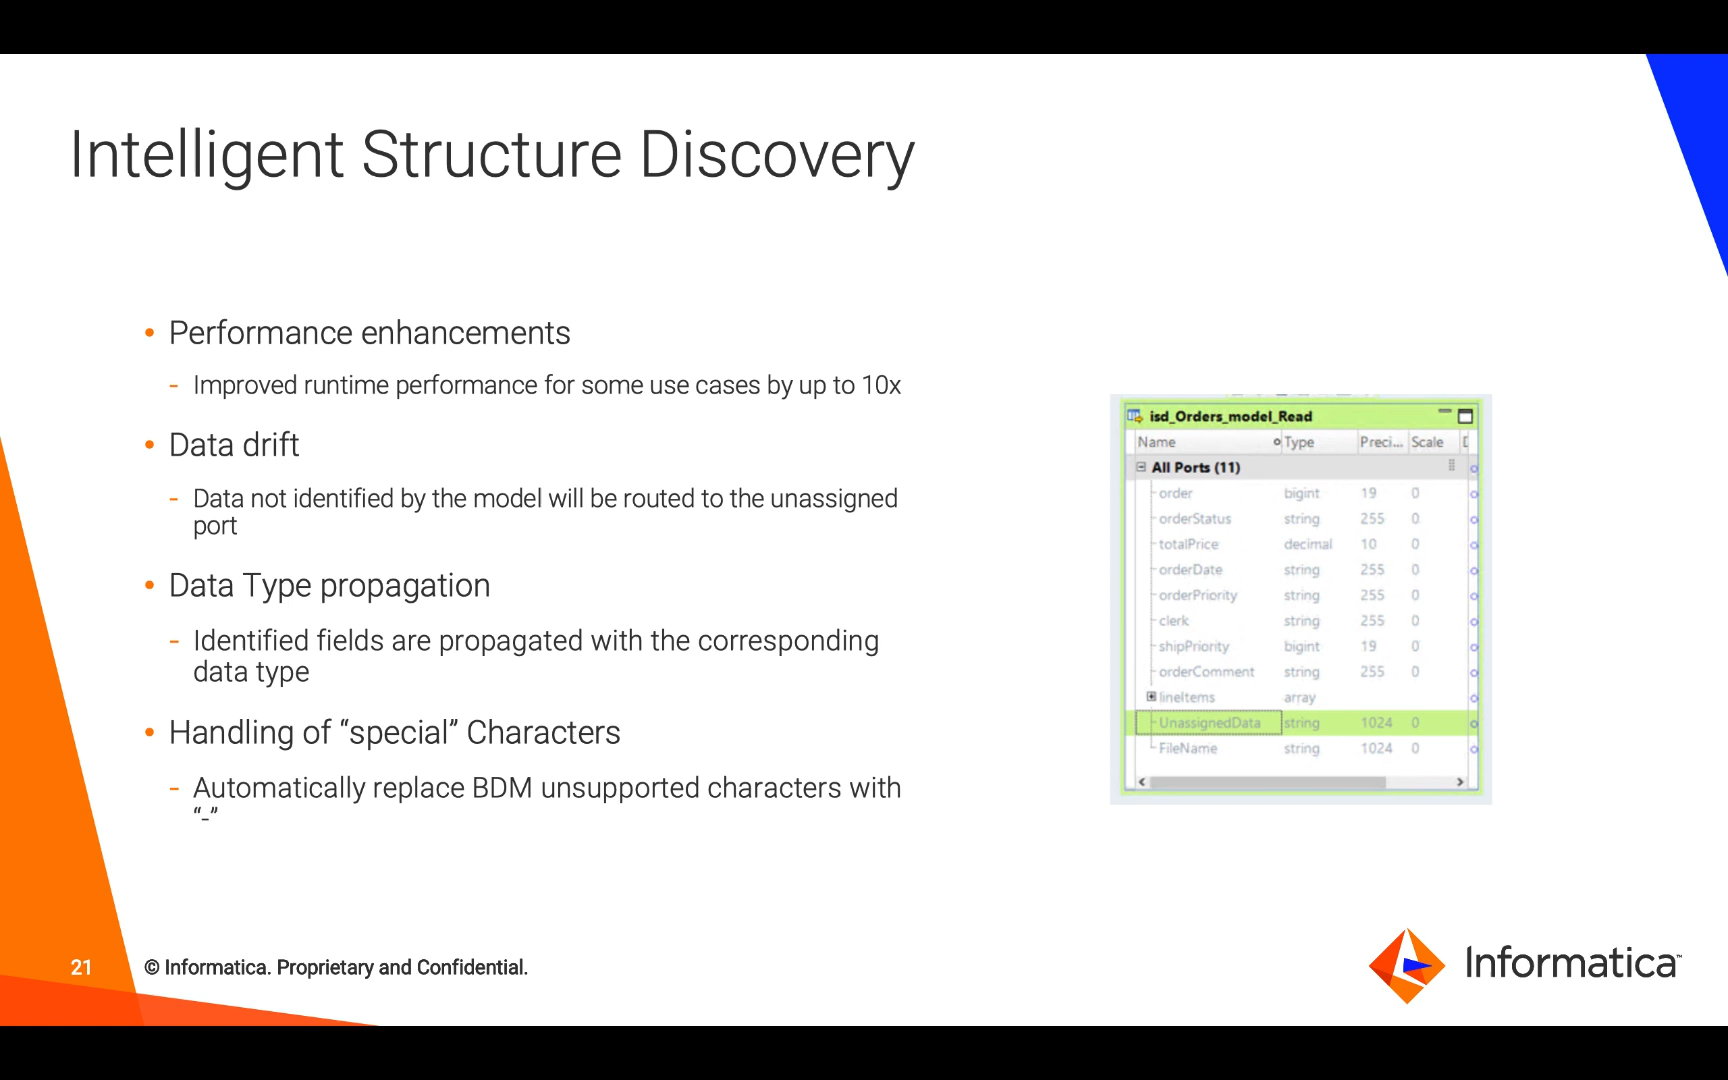 Intelligent Structure Discovery
• Performance enhancements
- Improved runtime performance for some use cases by up to 10x
• Data drift
- Data not identified by the model will be routed to the unassigned
port
• Data Type propagation
- Identified fields are propagated with the corresponding
data type
• Handling of “special” Characters
- Automatically replace BDM unsupported characters with
“-”
isd_Orders_model_Read
Name Type Preci... Scale
All Ports (11)
order bigint 19 0
orderStatus string 255 0
totalPrice decimal 10 0
orderDate string 255 0
orderPriority string 255 0
clerk string 255 0
shipPriority bigint 19 0
orderComment string 255 0
lineItems array
UnassignedData string 1024 0
FileName string 1024 0
21 © Informatica. Proprietary and Confidential.
Informatica™